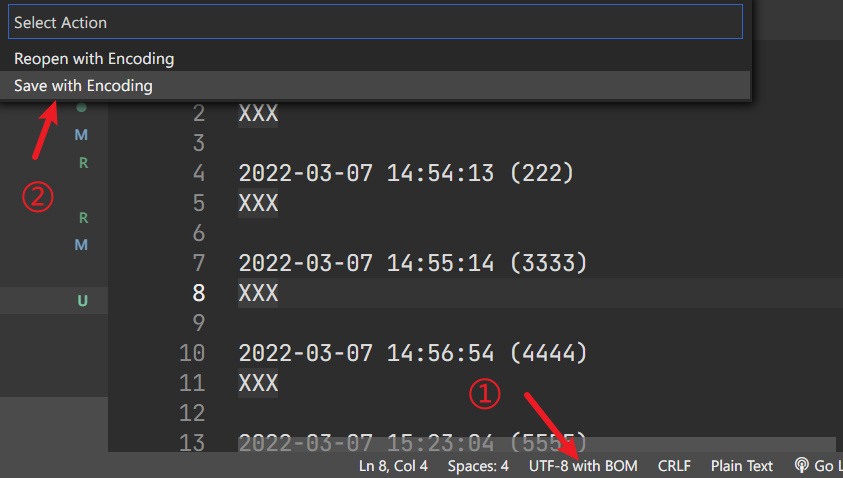 Select Action
Reopen with Encoding
Save with Encoding
2 XXX
M
3
R
4 2022-03-07 14:54:13 (222)
②
5 XXX
R
6
M
7 2022-03-07 14:55:14 (3333)
U
8 XXX
9
10 2022-03-07 14:56:54 (4444)
11 XXX
①
12
13 2022-03-07 15:23:04 (5555)
Ln 8, Col 4 Spaces: 4 UTF-8 with BOM CRLF Plain Text Go L